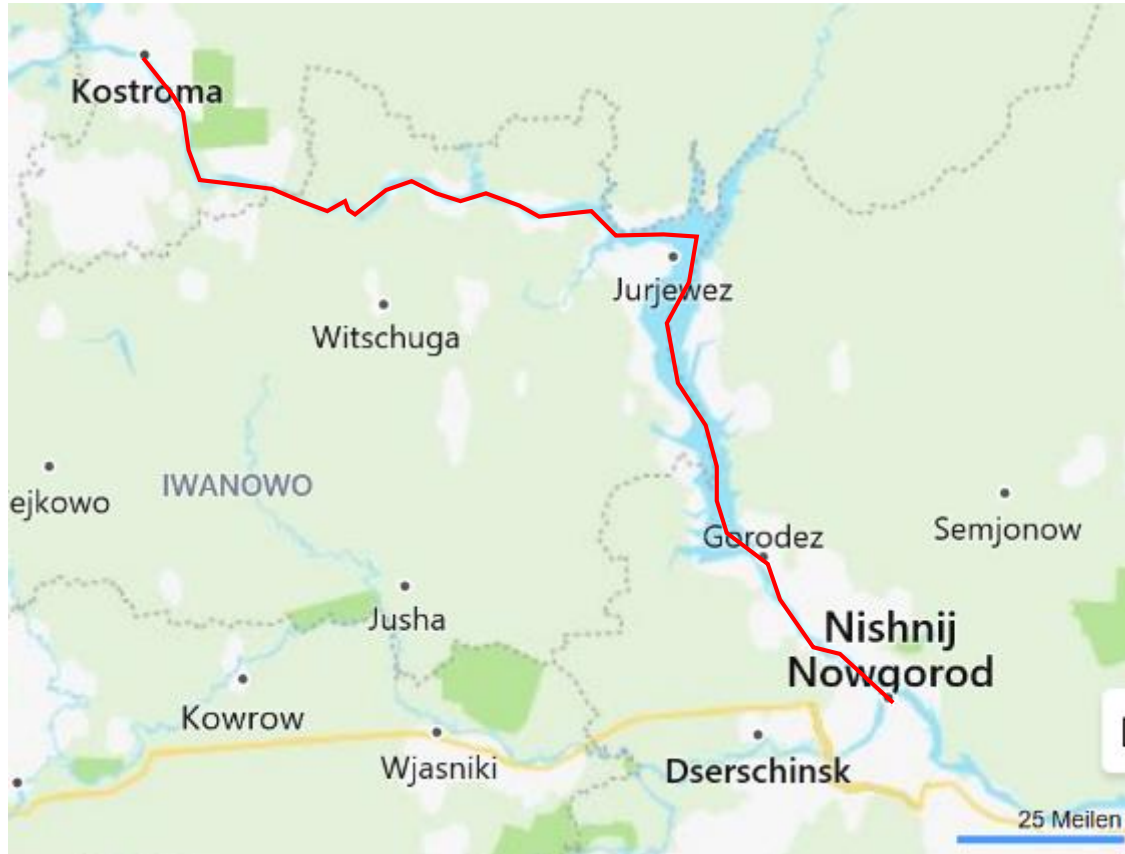 Kostroma
Jurjewez
Witschuga
IWANOWO
ejkowo
Gorodez
Semjonow
Jusha
Nishnij
Nowgorod
Kowrow
Wjasniki
Dserschinsk
25 Meilen